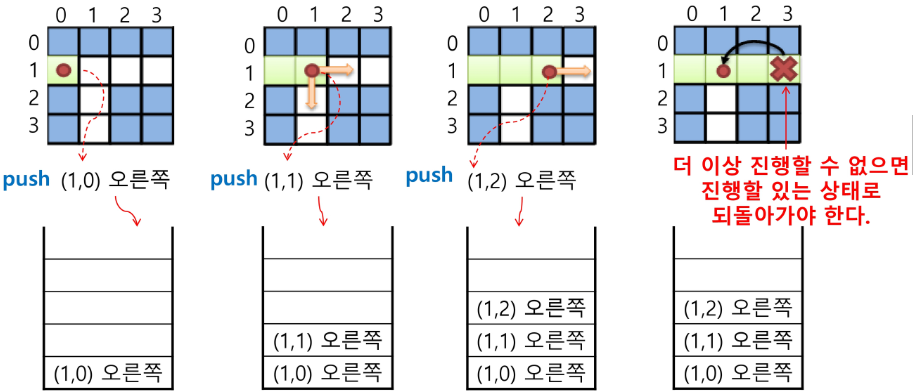 0 1 2 3
0
1
2
3
push (1,0) 오른쪽
(1,0) 오른쪽
0 1 2 3
0
1
2
3
push (1,1) 오른쪽
(1,1) 오른쪽
(1,0) 오른쪽
0 1 2 3
0
1
2
3
push (1,2) 오른쪽
(1,2) 오른쪽
(1,1) 오른쪽
(1,0) 오른쪽
0 1 2 3
0
1
2
3
더 이상 진행할 수 없으면
진행할 있는 상태로
되돌아가야 한다.
(1,2) 오른쪽
(1,1) 오른쪽
(1,0) 오른쪽